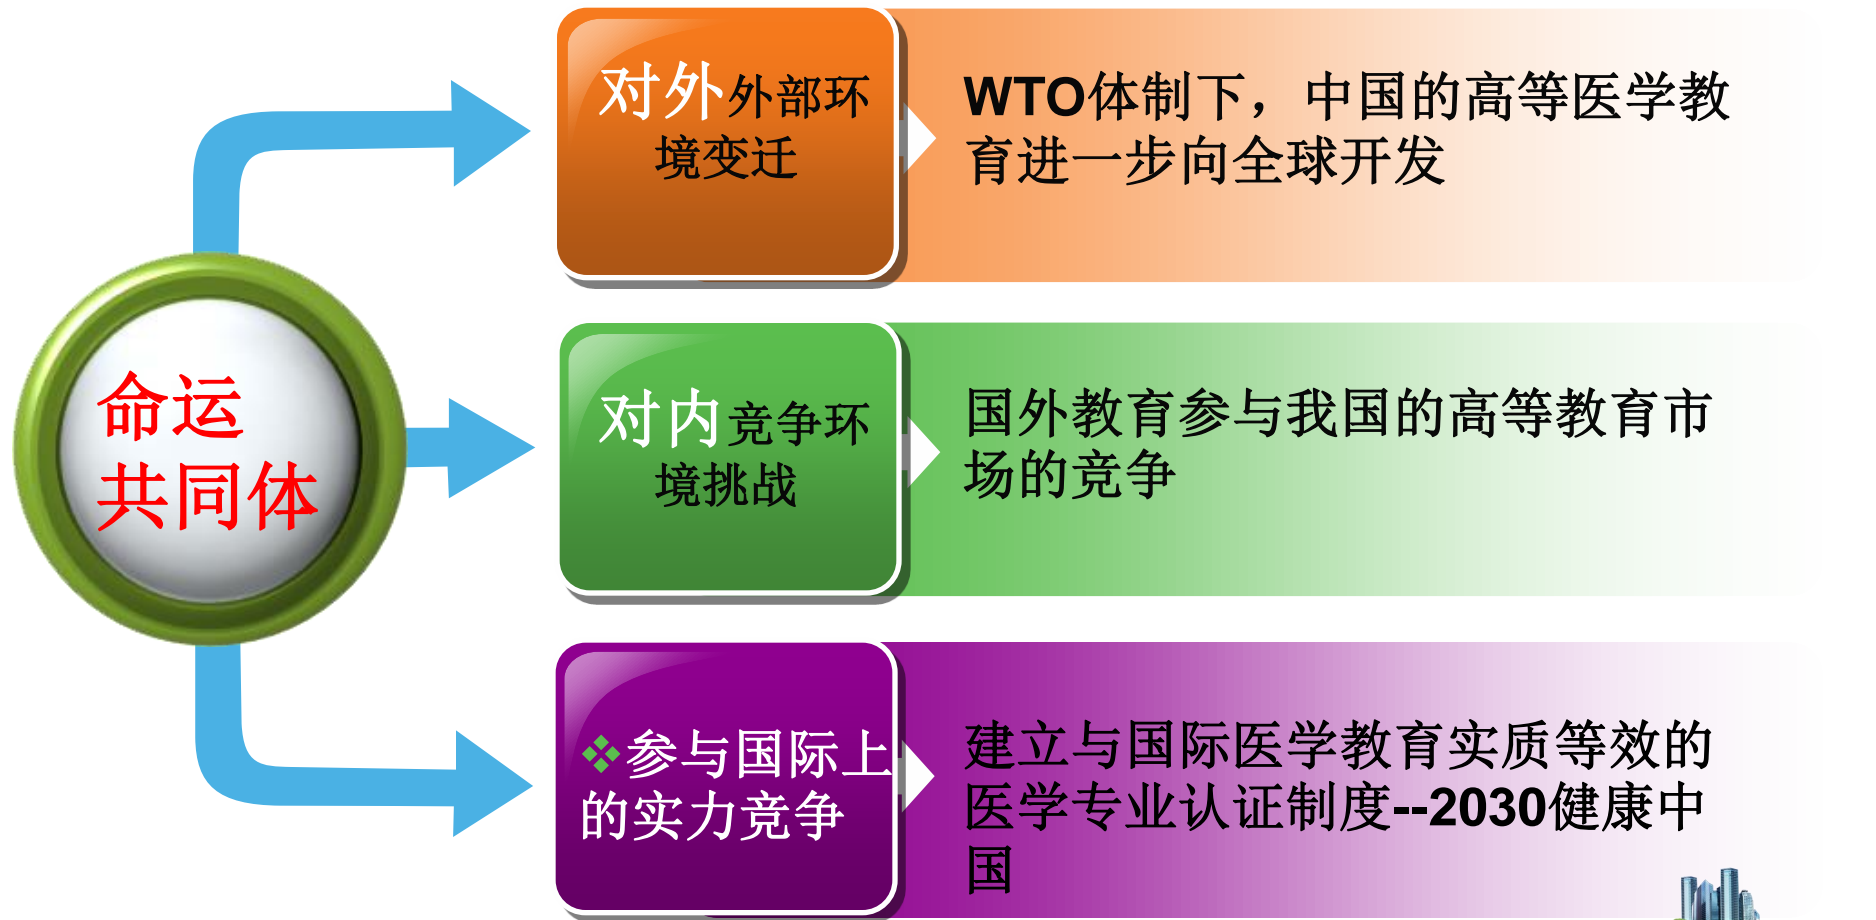 命运
共同体
对外外部环
境变迁
WTO体制下，中国的高等医学教
育进一步向全球开发
对内竞争环
境挑战
国外教育参与我国的高等教育市
场的竞争
❖参与国际上
的实力竞争
建立与国际医学教育实质等效的
医学专业认证制度--2030健康中
国